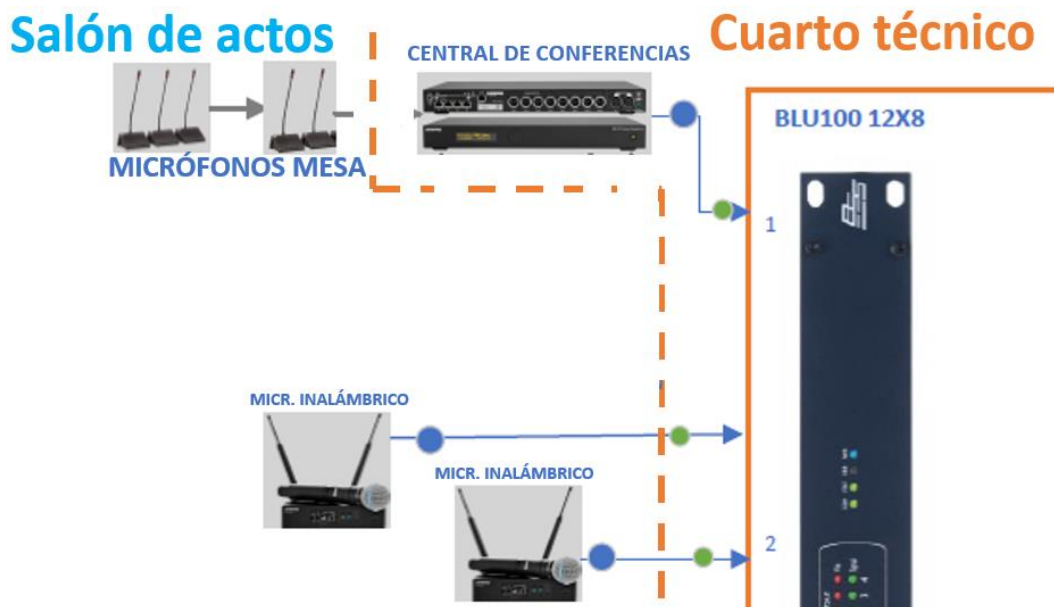 Salón de actos
Cuarto técnico
CENTRAL DE CONFERENCIAS
MICRÓFONOS MESA
BLU100 12X8
1
MICR. INALÁMBRICO
MICR. INALÁMBRICO
2